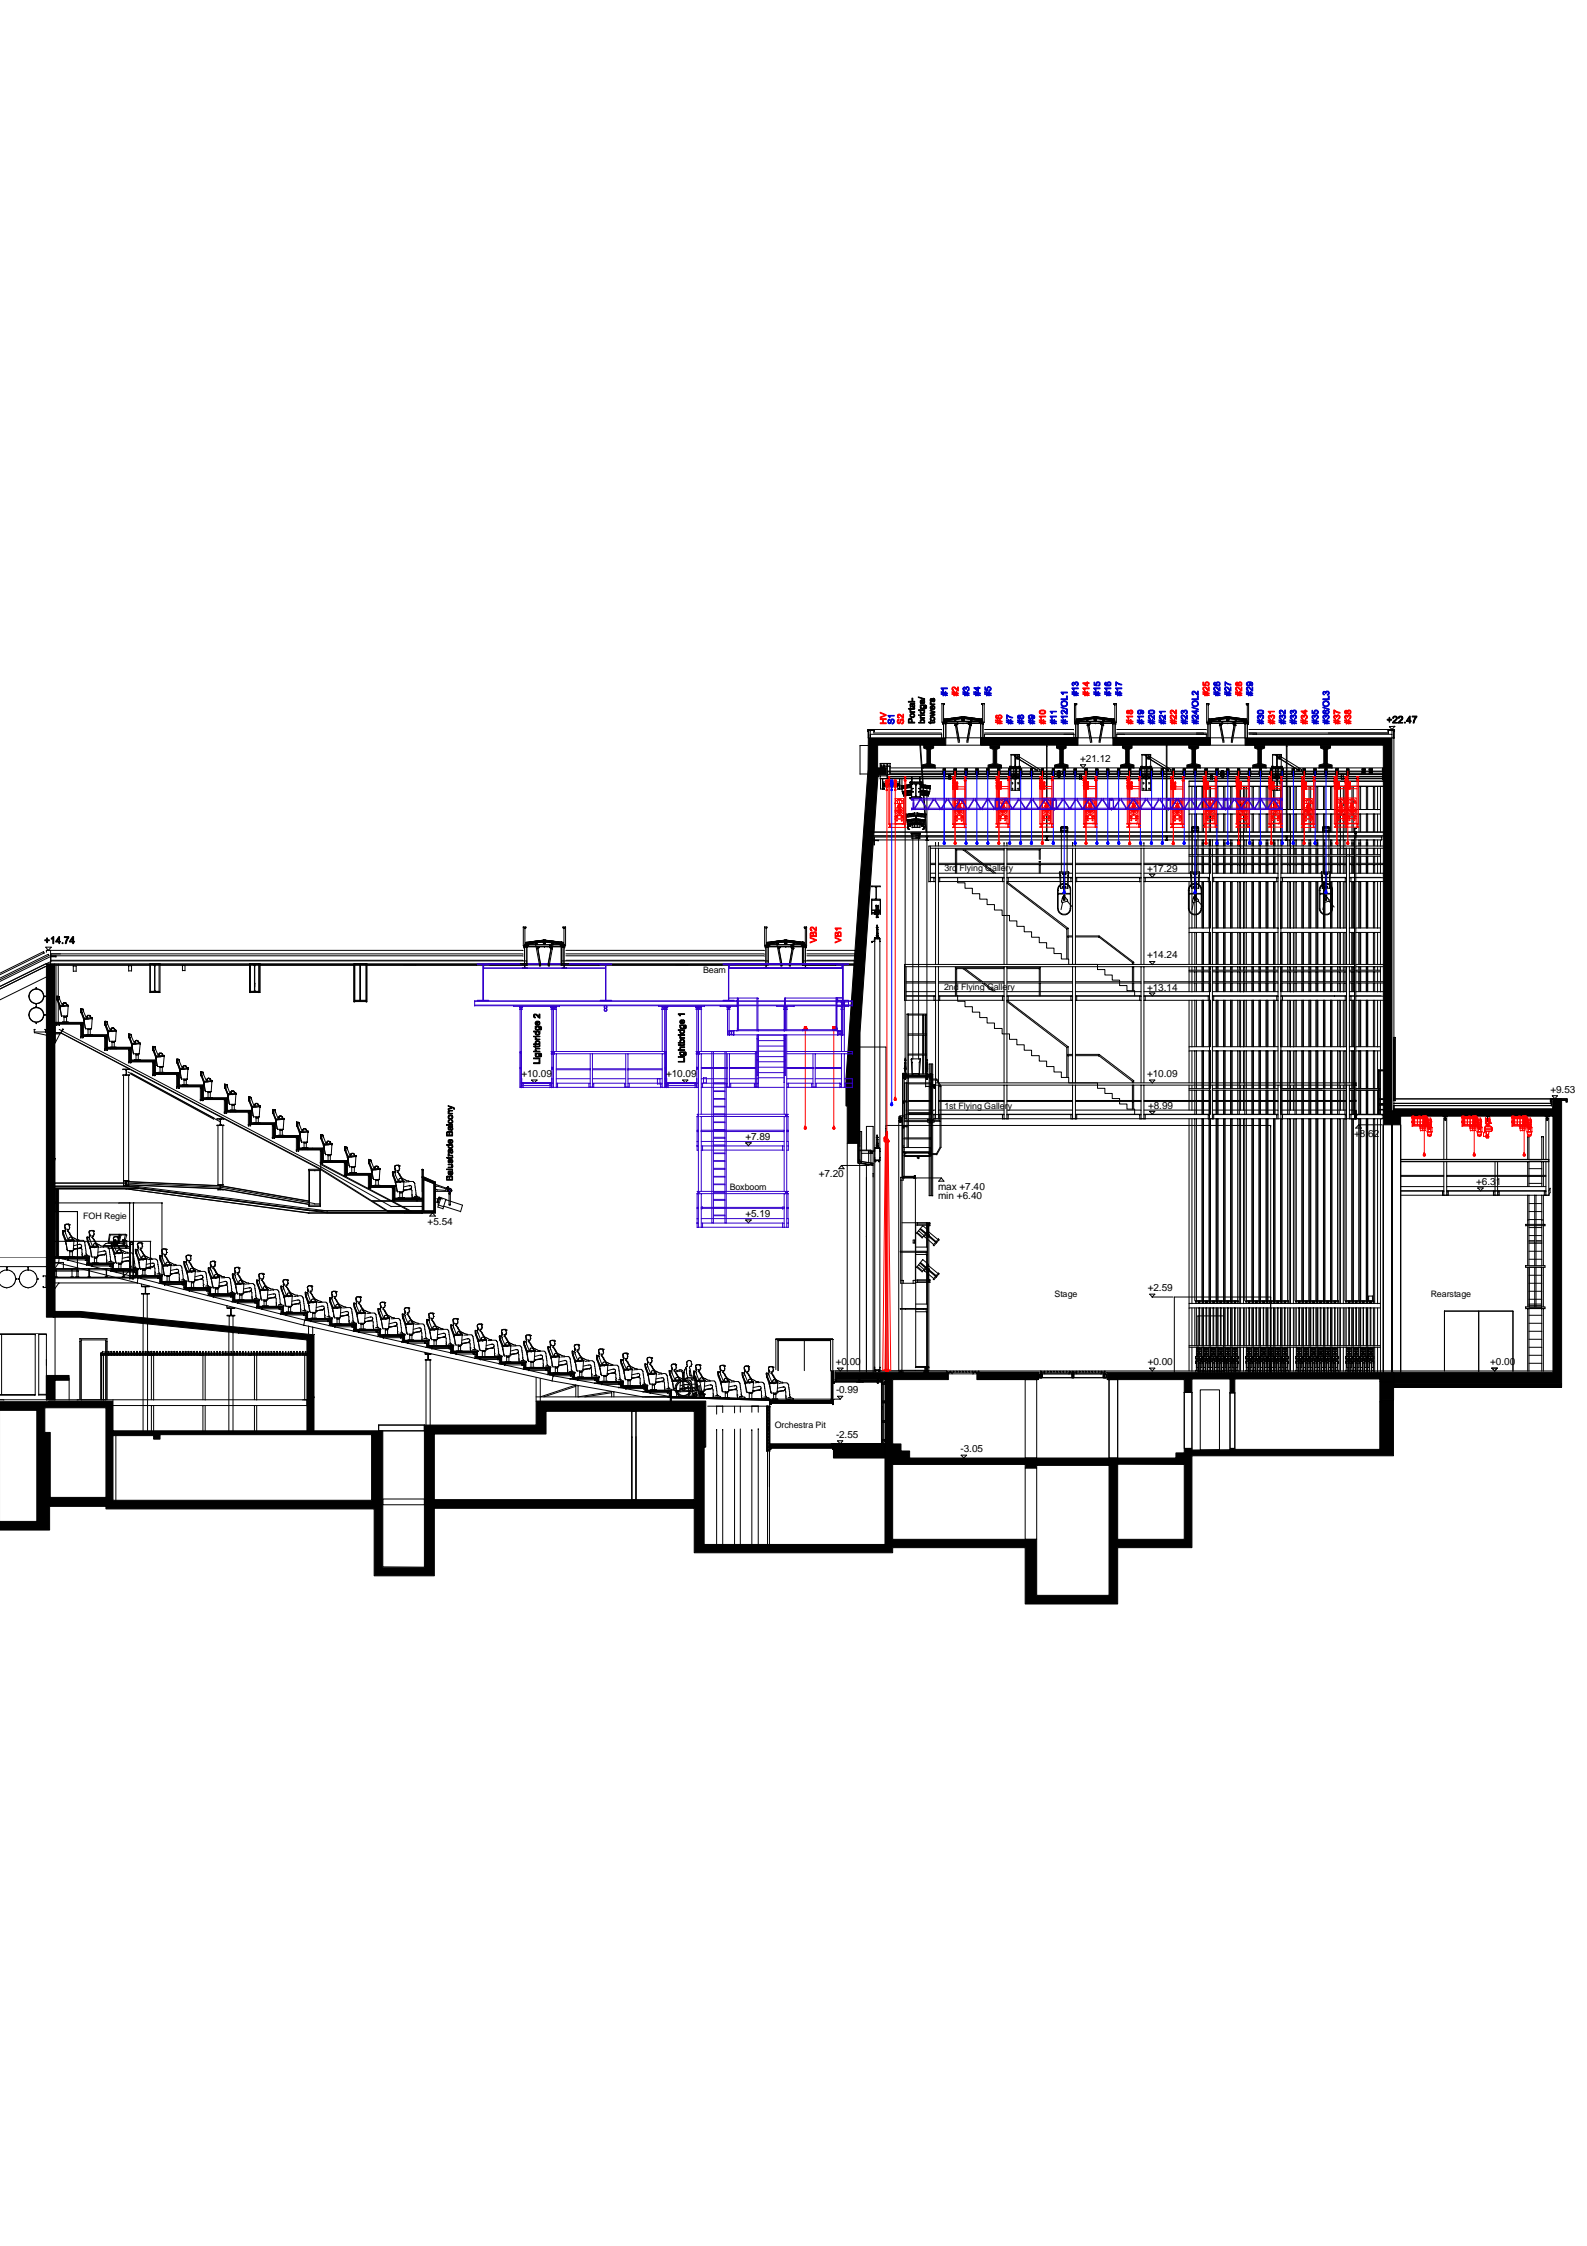 #1
#2
#3
#4
#5
#13
#14
#15
#16
#17
#25
#26
#27
#28
#29
HV
S1
S2
Portal-
bridge/
towers
#6
#7
#8
#9
#10
#11
#12/OL1
#18
#19
#20
#21
#22
#23
#24/OL2
#30
#31
#32
#33
#34
#35
#36/OL3
#37
#38
+22.47
+21.12
3rd Flying Gallery
+17.29
+14.74
VB2
VB1
+14.24
Beam
2nd Flying Gallery
+13.14
Lightbridge 2
Lightbridge 1
+10.09
+10.09
+10.09
+9.53
Balustrade Balcony
1st Flying Gallery
+8.99
+8.62
+7.89
+7.20
max +7.40
min +6.40
+6.31
Boxboom
+5.19
FOH Regie
+5.54
+2.59
Stage
Rearstage
+0.00
+0.00
+0.00
-0.99
Orchestra Pit
-2.55
-3.05